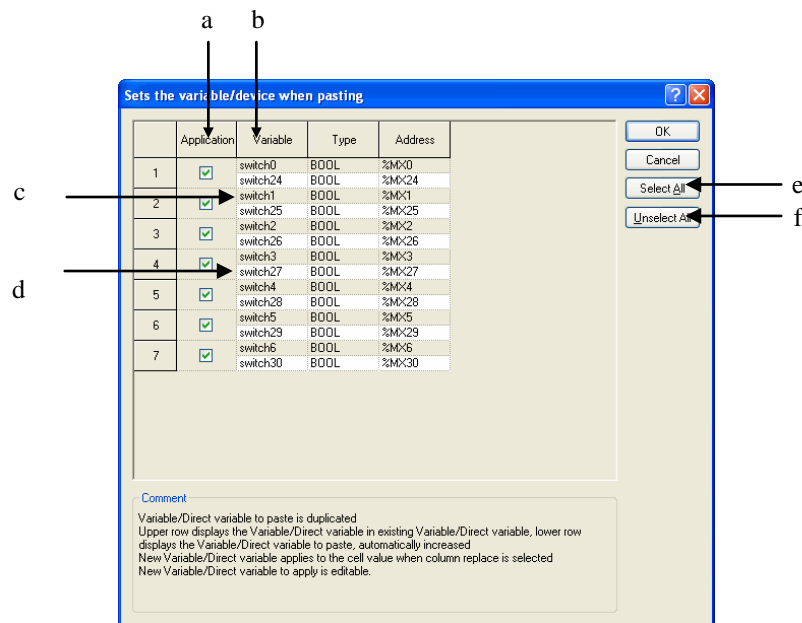 a b
Sets the variable/device when pasting
Application Variable Type Address
OK
Cancel
Select All
Unselect All
1 switch0 BOOL %MX0
switch24 BOOL %MX24
2 switch1 BOOL %MX1
switch25 BOOL %MX25
3 switch2 BOOL %MX2
switch26 BOOL %MX26
4 switch3 BOOL %MX3
switch27 BOOL %MX27
5 switch4 BOOL %MX4
switch28 BOOL %MX28
6 switch5 BOOL %MX5
switch29 BOOL %MX29
7 switch6 BOOL %MX6
switch30 BOOL %MX30
c
d
e
f
Comment
Variable/Direct variable to paste is duplicated
Upper row displays the Variable/Direct variable in existing Variable/Direct variable, lower row
displays the Variable/Direct variable to paste, automatically increased
New Variable/Direct variable applies to the cell value when column replace is selected
New Variable/Direct variable to apply is editable.